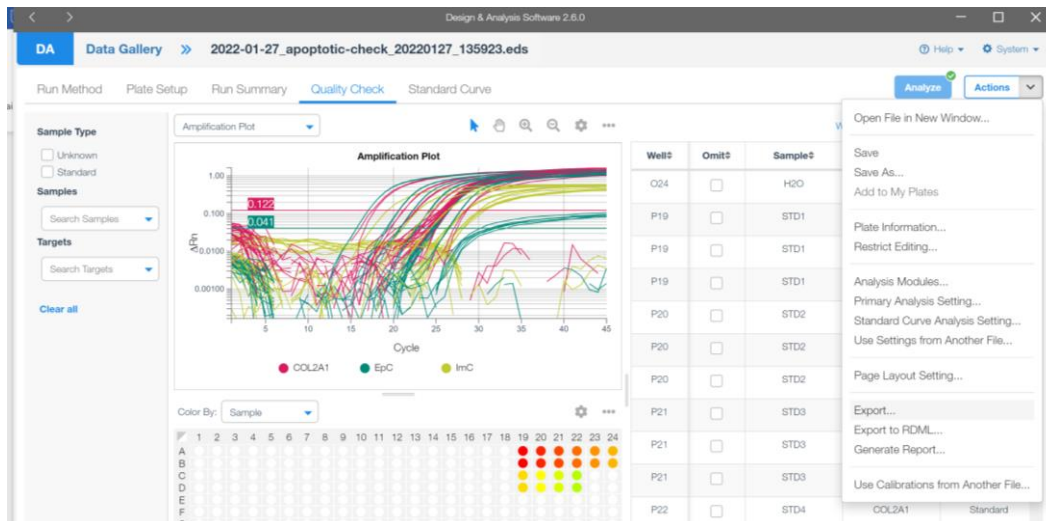 Design & Analysis Software 2.6.0
DA Data Gallery » 2022-01-27_apoptotic-check_20220127_135923.eds Help System
Run Method Plate Setup Run Summary Quality Check Standard Curve Analyze Actions
Sample Type
Unknown
Standard
Samples
Search Samples
Targets
Search Targets
Clear all
Amplification Plot
Amplification Plot
1.00
0.122
0.100
0.041
0.0100
0.00100
ΔRn
5 10 15 20 25 30 35 40 45
Cycle
COL2A1 EpC ImC
Color By: Sample
1 2 3 4 5 6 7 8 9 10 11 12 13 14 15 16 17 18 19 20 21 22 23 24
A
B
C
D
E
F
Well Omit Sample
O24 H2O
P19 STD1
P19 STD1
P19 STD1
P20 STD2
P20 STD2
P20 STD2
P21 STD3
P21 STD3
P21 STD3
P22 STD4 COL2A1 Standard
Open File in New Window...
Save
Save As...
Add to My Plates
Plate Information...
Restrict Editing...
Analysis Modules...
Primary Analysis Setting...
Standard Curve Analysis Setting...
Use Settings from Another File...
Page Layout Setting...
Export...
Export to RDML...
Generate Report...
Use Calibrations from Another File...